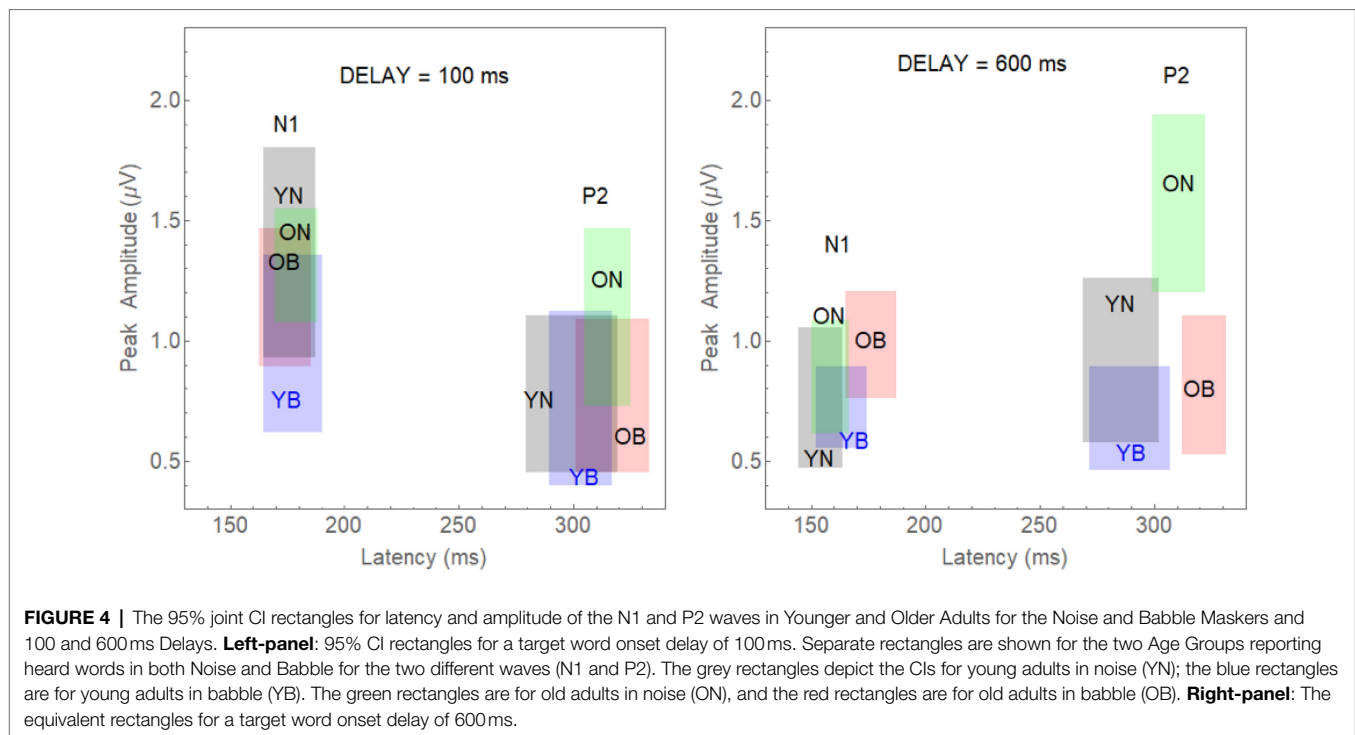 DELAY = 100 ms
N1
YN
ON
OB
YB
P2
ON
YN
OB
YB
2.0
1.5
1.0
0.5
Peak Amplitude (μV)
150
200
250
300
Latency (ms)
DELAY = 600 ms
P2
ON
N1
ON
OB
YN
YB
YN
OB
YB
2.0
1.5
1.0
0.5
Peak Amplitude (μV)
150
200
250
300
Latency (ms)
FIGURE 4 | The 95% joint CI rectangles for latency and amplitude of the N1 and P2 waves in Younger and Older Adults for the Noise and Babble Maskers and
100 and 600 ms Delays. Left-panel: 95% CI rectangles for a target word onset delay of 100 ms. Separate rectangles are shown for the two Age Groups reporting
heard words in both Noise and Babble for the two different waves (N1 and P2). The grey rectangles depict the CIs for young adults in noise (YN); the blue rectangles
are for young adults in babble (YB). The green rectangles are for old adults in noise (ON), and the red rectangles are for old adults in babble (OB). Right-panel: The
equivalent rectangles for a target word onset delay of 600 ms.